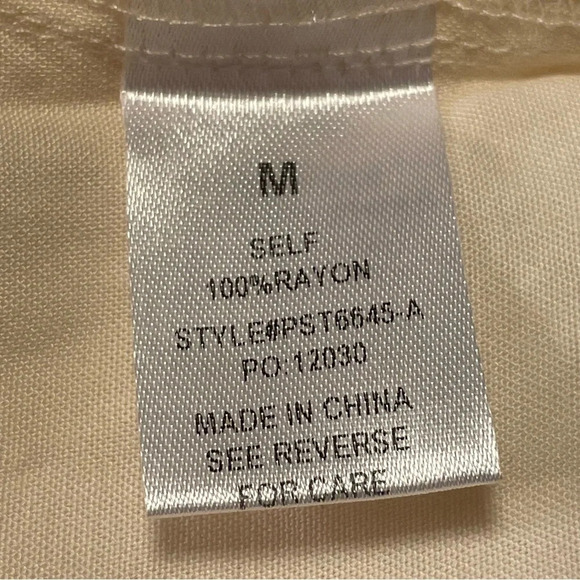 M
SELF
100%RAYON
STYLE#PST6645-A
PO:12030
MADE IN CHINA
SEE REVERSE
FOR CARE